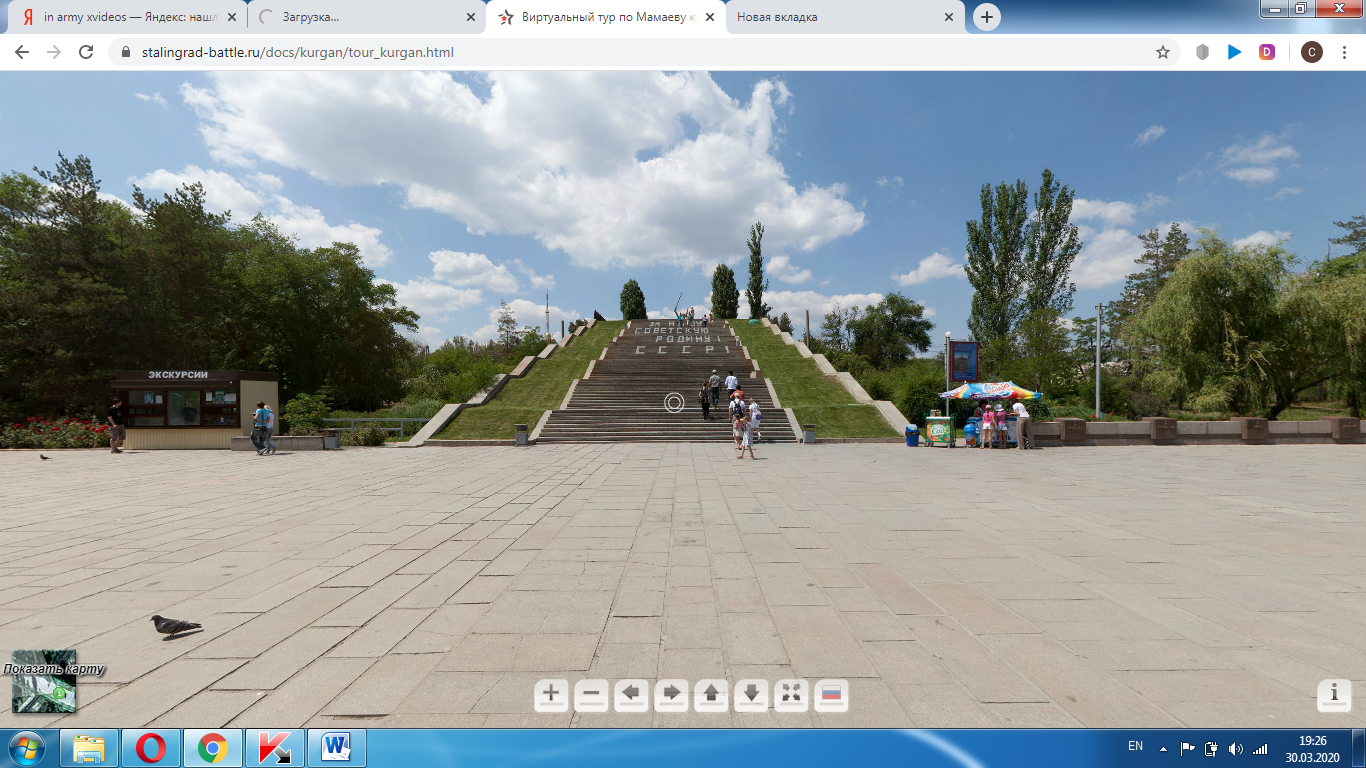 in army xvideos — Яндекс: наш
Загрузка...
Виртуальный тур по Мамаеву к
Новая вкладка
stalingrad-battle.ru/docs/kurgan/tour_kurgan.html
D
C
ЗА НАШУ
СОВЕТСКУЮ
РОДИНУ!
СССР!
ЭКСКУРСИИ
Показать карту
i
EN
19:26
30.03.2020